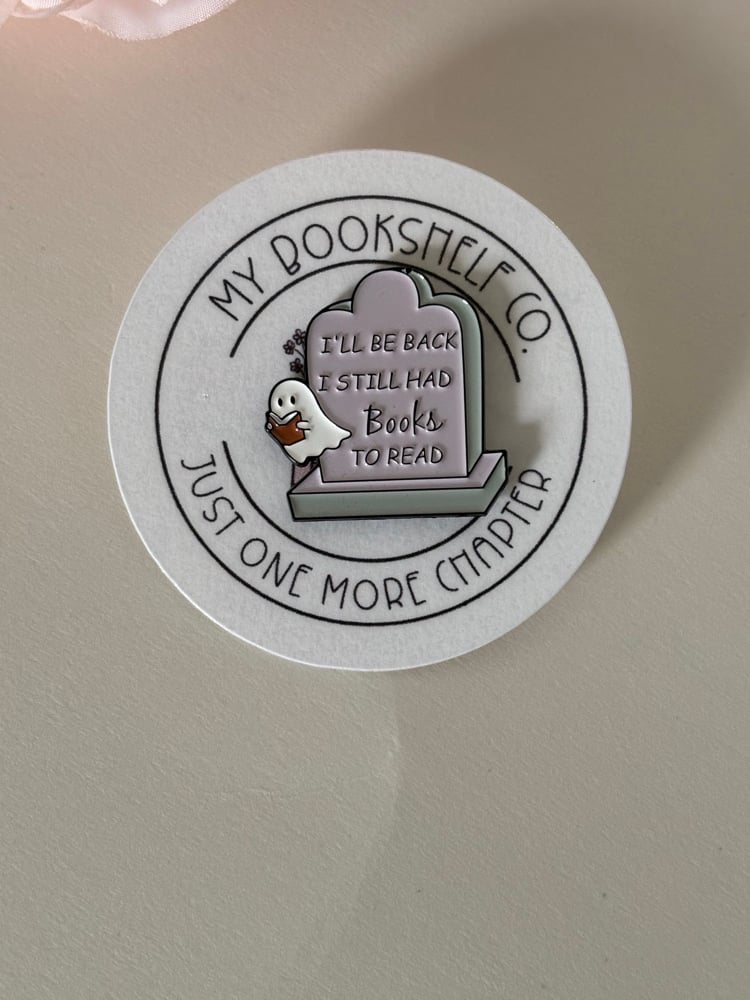 MY BOOKSHELF CO.
I'LL BE BACK
I STILL HAD
Books
TO READ
JUST ONE MORE CHAPTER